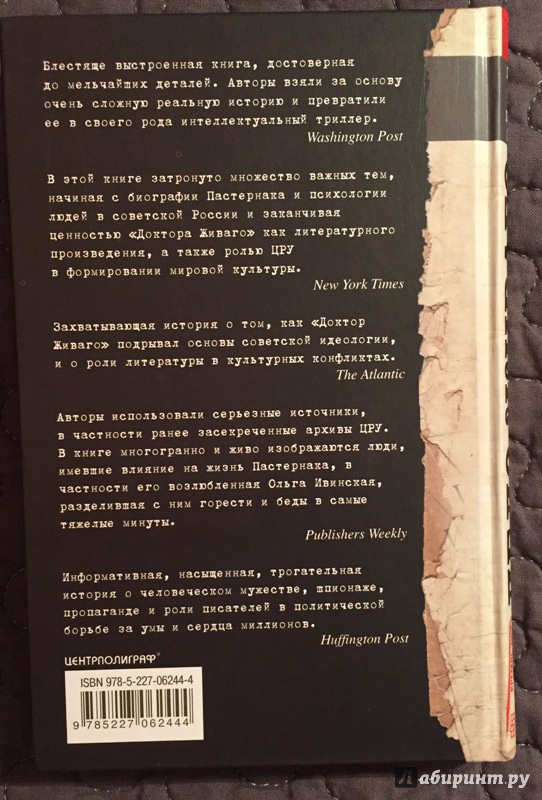 Блестяще выстроенная книга, достоверная
до мельчайших деталей. Авторы взяли за основу
очень сложную реальную историю и превратили
ее в своего рода интеллектуальный триллер.
Washington Post
В этой книге затронуто множество важных тем,
начиная с биографии Пастернака и психологии
людей в советской России и заканчивая
ценностью «Доктора Живаго» как литературного
произведения, а также ролью ЦРУ
в формировании мировой культуры.
New York Times
Захватывающая история о том, как «Доктор
Живаго» подрывал основы советской идеологии,
и о роли литературы в культурных конфликтах.
The Atlantic
Авторы использовали серьезные источники,
в частности ранее засекреченные архивы ЦРУ.
В книге многогранно и живо изображаются люди,
имевшие влияние на жизнь Пастернака, в
частности его возлюбленная Ольга Ивинская,
разделившая с ним горести и беды в самые
тяжелые минуты.
Publishers Weekly
Информативная, насыщенная, трогательная
история о человеческом мужестве, шпионаже,
пропаганде и роли писателей в политической
борьбе за умы и сердца миллионов.
Huffington Post
ЦЕНТРПОЛИГРАФ®
ISBN 978-5-227-06244-4
9 785227 062444
лабиринт.ру